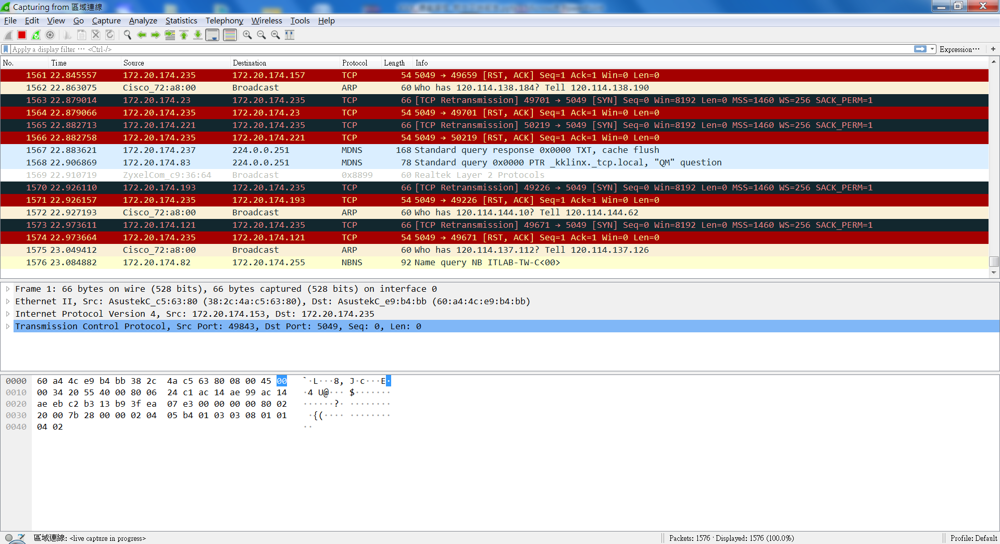 Capturing from 區域連線
File Edit View Go Capture Analyze Statistics Telephony Wireless Tools Help
Apply a display filter ⋯ <Ctrl-/> Expression⋯ +
No. Time Source Destination Protocol Length Info
1561 22.845557 172.20.174.235 172.20.174.157 TCP 54 5049 → 49659 [RST, ACK] Seq=1 Ack=1 Win=0 Len=0
1562 22.863075 Cisco_72:a8:00 Broadcast ARP 60 Who has 120.114.138.184? Tell 120.114.138.190
1563 22.879014 172.20.174.23 172.20.174.235 TCP 66 [TCP Retransmission] 49701 → 5049 [SYN] Seq=0 Win=8192 Len=0 MSS=1460 WS=256 SACK_PERM=1
1564 22.879066 172.20.174.235 172.20.174.23 TCP 54 5049 → 49701 [RST, ACK] Seq=1 Ack=1 Win=0 Len=0
1565 22.882713 172.20.174.221 172.20.174.235 TCP 66 [TCP Retransmission] 50219 → 5049 [SYN] Seq=0 Win=8192 Len=0 MSS=1460 WS=256 SACK_PERM=1
1566 22.882758 172.20.174.235 172.20.174.221 TCP 54 5049 → 50219 [RST, ACK] Seq=1 Ack=1 Win=0 Len=0
1567 22.883621 172.20.174.237 224.0.0.251 MDNS 168 Standard query response 0x0000 TXT, cache flush
1568 22.906869 172.20.174.83 224.0.0.251 MDNS 78 Standard query 0x0000 PTR _kklinx._tcp.local, "QM" question
1569 22.910719 ZyxelCom_c9:36:64 Broadcast 0x8899 60 Realtek Layer 2 Protocols
1570 22.926110 172.20.174.193 172.20.174.235 TCP 66 [TCP Retransmission] 49226 → 5049 [SYN] Seq=0 Win=8192 Len=0 MSS=1460 WS=256 SACK_PERM=1
1571 22.926157 172.20.174.235 172.20.174.193 TCP 54 5049 → 49226 [RST, ACK] Seq=1 Ack=1 Win=0 Len=0
1572 22.927193 Cisco_72:a8:00 Broadcast ARP 60 Who has 120.114.144.10? Tell 120.114.144.62
1573 22.973611 172.20.174.121 172.20.174.235 TCP 66 [TCP Retransmission] 49671 → 5049 [SYN] Seq=0 Win=8192 Len=0 MSS=1460 WS=256 SACK_PERM=1
1574 22.973664 172.20.174.235 172.20.174.121 TCP 54 5049 → 49671 [RST, ACK] Seq=1 Ack=1 Win=0 Len=0
1575 23.049412 Cisco_72:a8:00 Broadcast ARP 60 Who has 120.114.137.112? Tell 120.114.137.126
1576 23.084882 172.20.174.82 172.20.174.255 NBNS 92 Name query NB ITLAB-TW-C<00>
Frame 1: 66 bytes on wire (528 bits), 66 bytes captured (528 bits) on interface 0
Ethernet II, Src: AsustekC_c5:63:80 (38:2c:4a:c5:63:80), Dst: AsustekC_e9:b4:bb (60:a4:4c:e9:b4:bb)
Internet Protocol Version 4, Src: 172.20.174.153, Dst: 172.20.174.235
Transmission Control Protocol, Src Port: 49843, Dst Port: 5049, Seq: 0, Len: 0
0000 60 a4 4c e9 b4 bb 38 2c 4a c5 63 80 08 00 45 00 `·L···8, J·c···E·
0010 00 34 20 55 40 00 80 06 24 c1 ac 14 ae 99 ac 14 ·4 U@··· $·······
0020 ae eb c2 b3 13 b9 3f ea 07 e3 00 00 00 00 80 02 ······?· ········
0030 20 00 7b 28 00 00 02 04 05 b4 01 03 03 08 01 01  ·{(···· ········
0040 04 02 ··
區域連線: <live capture in progress> Packets: 1576 · Displayed: 1576 (100.0%) Profile: Default